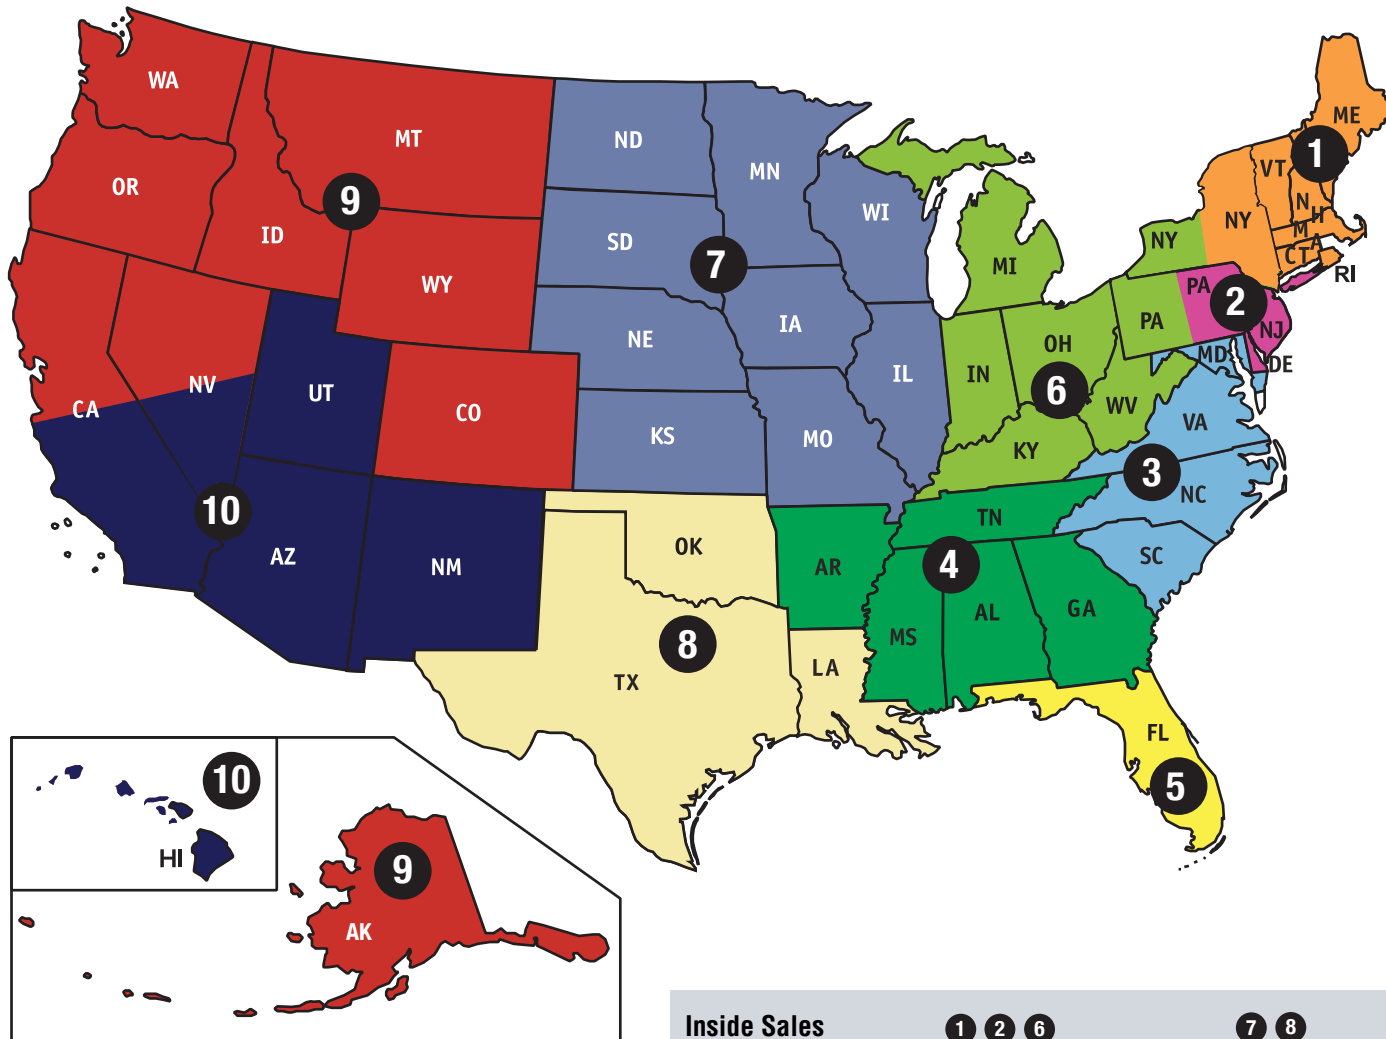 WA
MT
ND
MN
ME
1
VT
OR
9
WI
N
H
ID
SD
NY
NY
M
A
7
MI
CT
RI
WY
PA
2
NE
IA
PA
NJ
OH
MD
DE
NV
UT
CO
IL
IN
6
WV
CA
KS
MO
KY
VA
3
NC
10
TN
OK
SC
AZ
NM
AR
4
GA
AL
MS
8
LA
TX
FL
5
10
HI
9
AK
Inside Sales 1 2 6 7 8